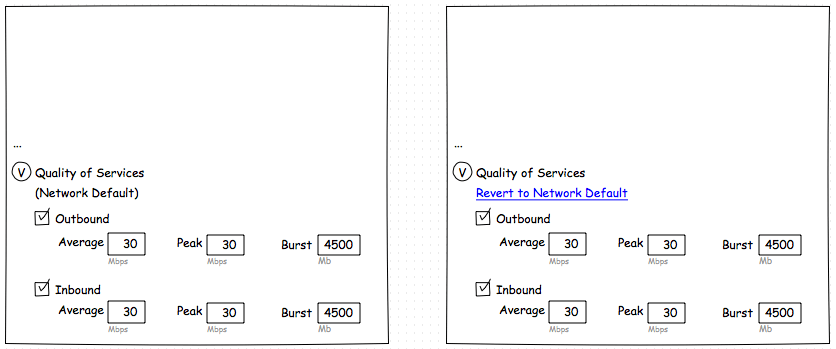 ...
V Quality of Services
(Network Default)
Outbound
Average 30 Peak 30 Burst 4500
Mbps Mbps Mb
Inbound
Average 30 Peak 30 Burst 4500
Mbps Mbps Mb
...
V Quality of Services
Revert to Network Default
Outbound
Average 30 Peak 30 Burst 4500
Mbps Mbps Mb
Inbound
Average 30 Peak 30 Burst 4500
Mbps Mbps Mb